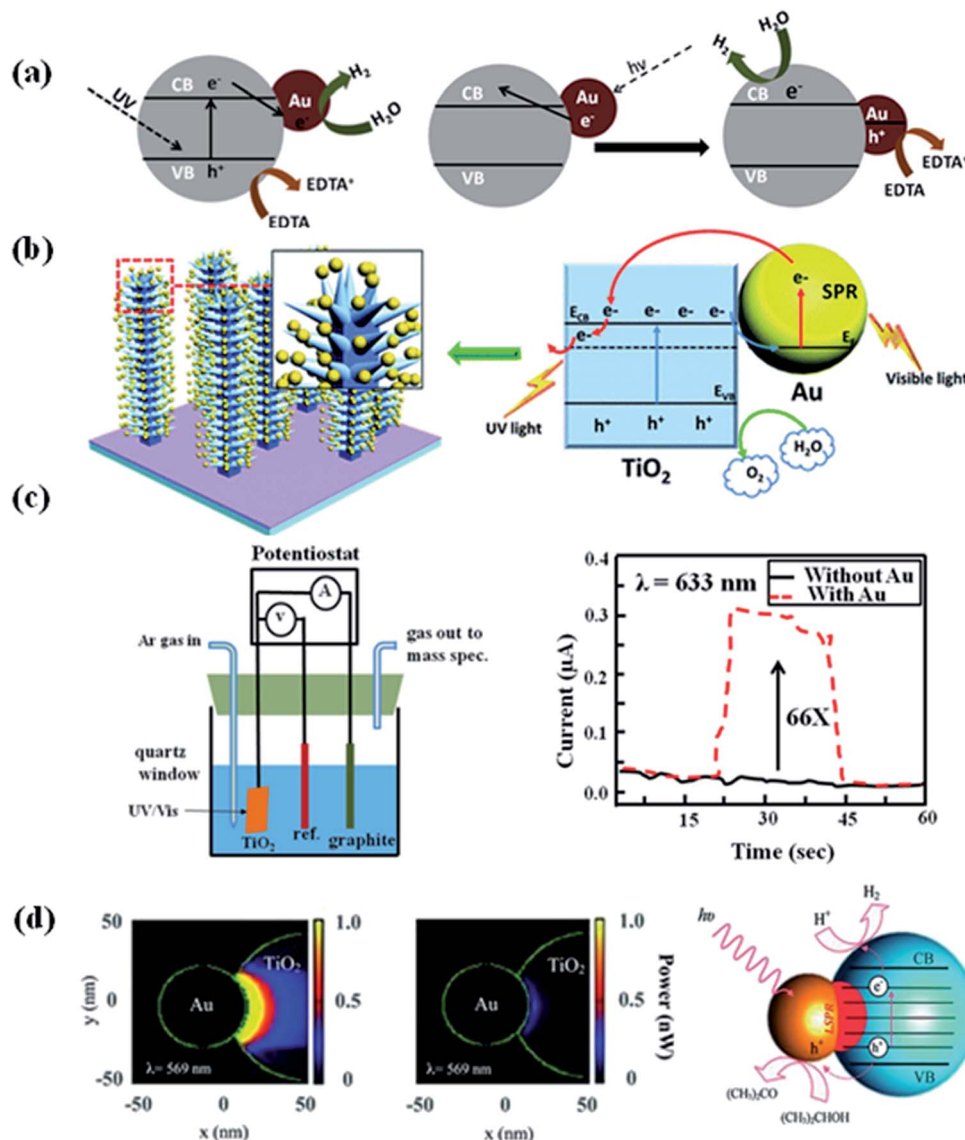 (a)
UV
CB
e-
Au
e-
H2
H2O
VB
h+
EDTA+
EDTA
CB
Au
e-
hν
VB
H2
H2O
CB
e-
Au
h+
VB
EDTA+
EDTA
(b)
ECB
e- e- e- e-
e-
EVB
h+ h+ h+
UV light
TiO2
e-
SPR
Au
Visible light
H2O
O2
(c)
Potentiostat
A
v
Ar gas in
gas out to
mass spec.
quartz
window
UV/Vis
TiO2
ref.
graphite
λ = 633 nm
Without Au
With Au
66X
Current (µA)
0.4
0.3
0.2
0.1
0.0
15 30 45 60
Time (sec)
(d)
y (nm)
50
0
-50
Au
TiO2
λ= 569 nm
-50 0 50
x (nm)
1.0
0.5
0
Au
TiO2
λ= 569 nm
-50 0 50
x (nm)
1.0
0.5
0
Power (nW)
hυ
H+
H2
CB
e-
LSPR
h+
h+
VB
(CH3)2CO
(CH3)2CHOH